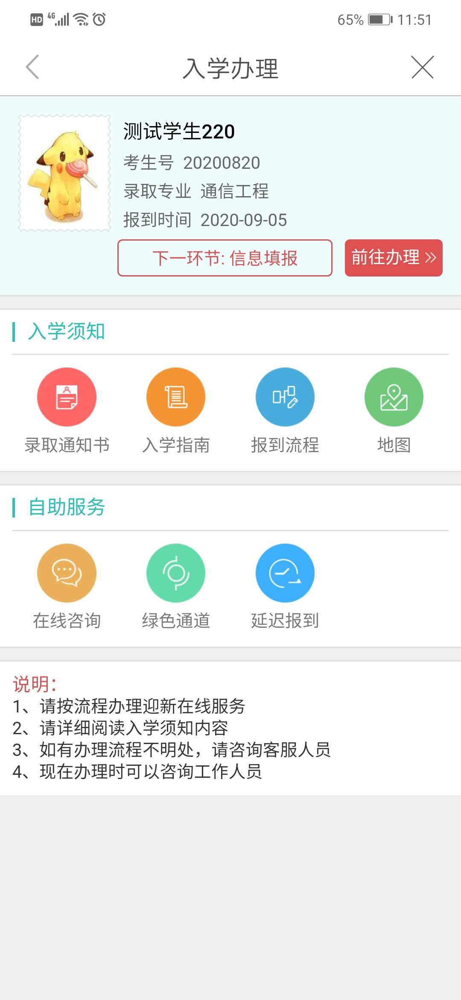 HD 4G 65% 11:51
入学办理
测试学生220
考生号 20200820
录取专业 通信工程
报到时间 2020-09-05
下一环节: 信息填报 前往办理
入学须知
录取通知书 入学指南 报到流程 地图
自助服务
在线咨询 绿色通道 延迟报到
说明:
1、请按流程办理迎新在线服务
2、请详细阅读入学须知内容
3、如有办理流程不明处，请咨询客服人员
4、现在办理时可以咨询工作人员